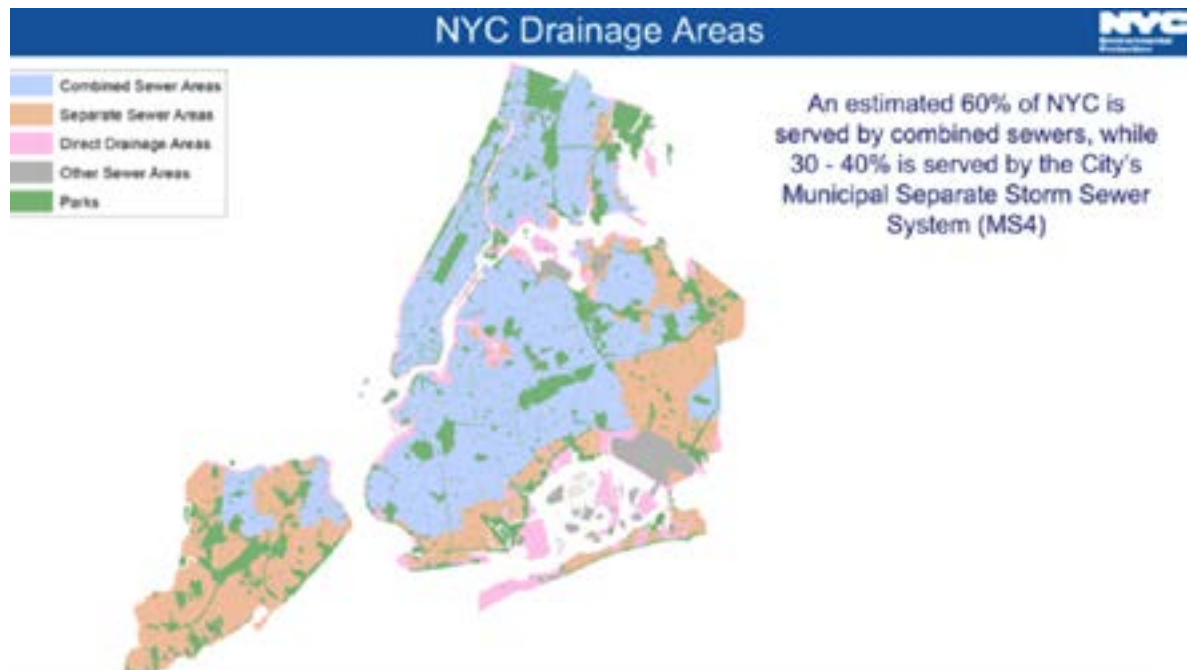 NYC Drainage Areas
NYC
Environmental
Protection
Combined Sewer Areas
Separate Sewer Areas
Direct Drainage Areas
Other Sewer Areas
Parks
An estimated 60% of NYC is
served by combined sewers, while
30 - 40% is served by the City's
Municipal Separate Storm Sewer
System (MS4)